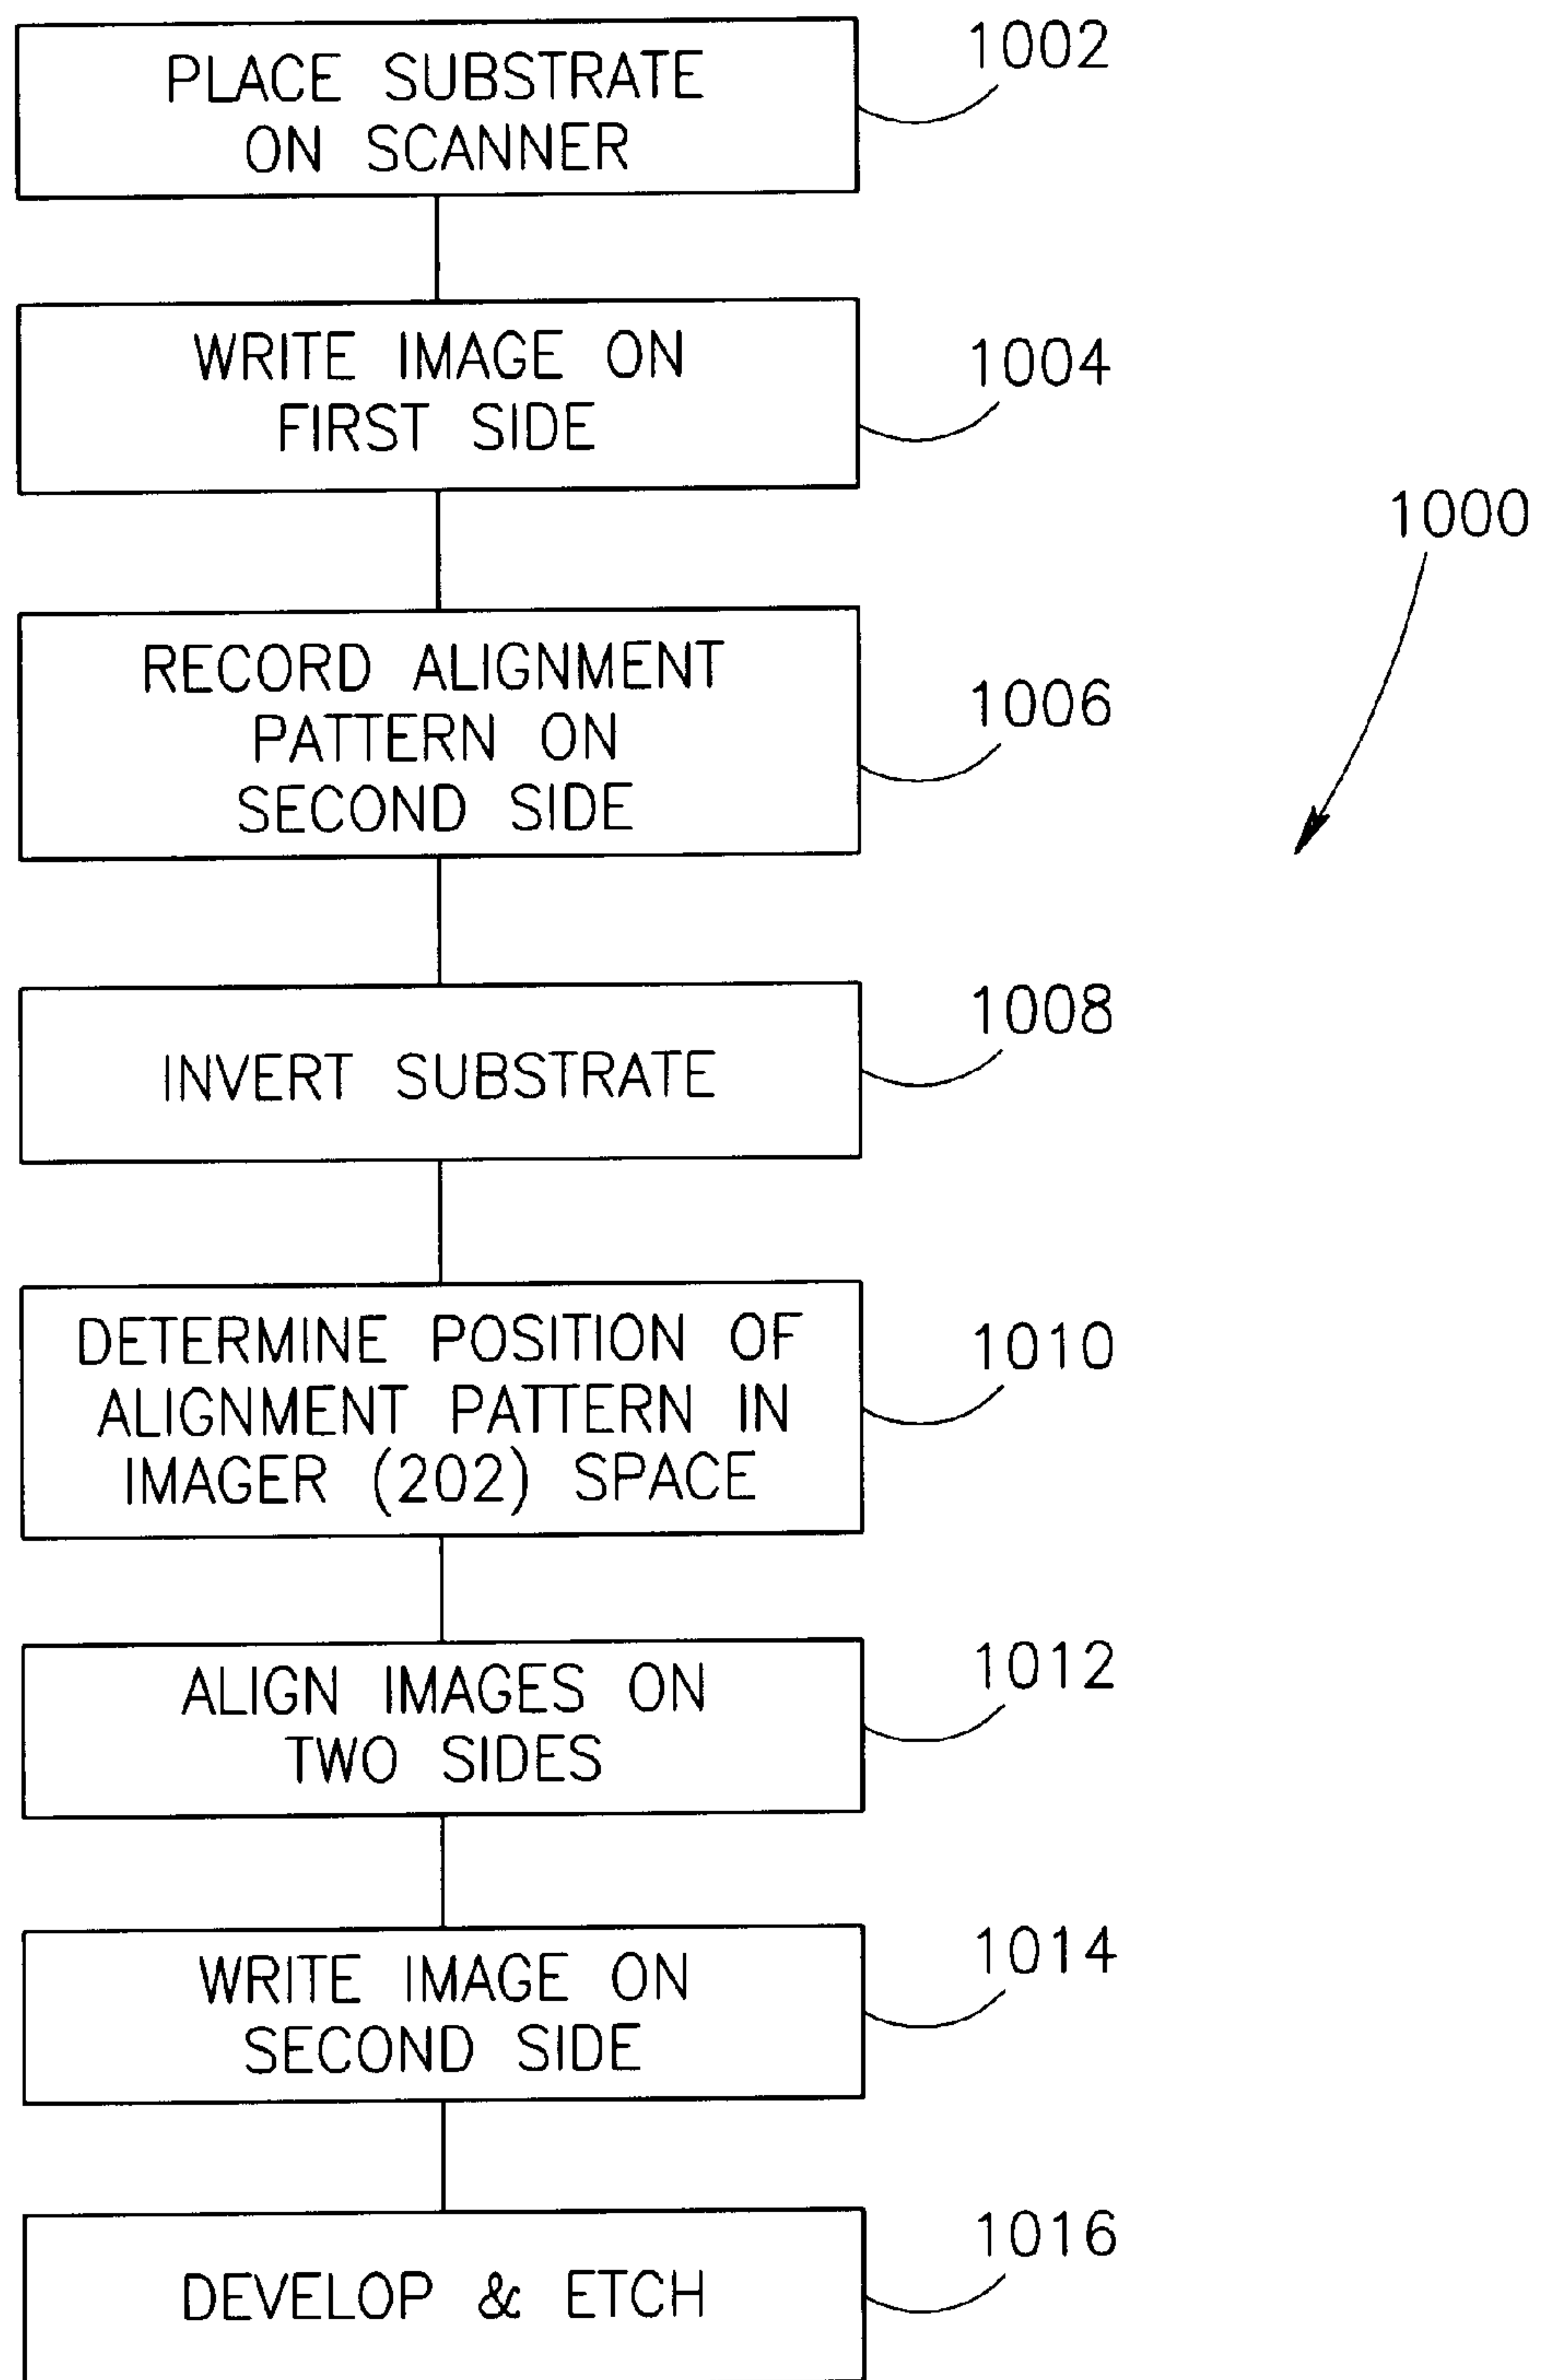 PLACE SUBSTRATE
ON SCANNER
1002
WRITE IMAGE ON
FIRST SIDE
1004
1000
RECORD ALIGNMENT
PATTERN ON
SECOND SIDE
1006
INVERT SUBSTRATE
1008
DETERMINE POSITION OF
ALIGNMENT PATTERN IN
IMAGER (202) SPACE
1010
ALIGN IMAGES ON
TWO SIDES
1012
WRITE IMAGE ON
SECOND SIDE
1014
DEVELOP & ETCH
1016